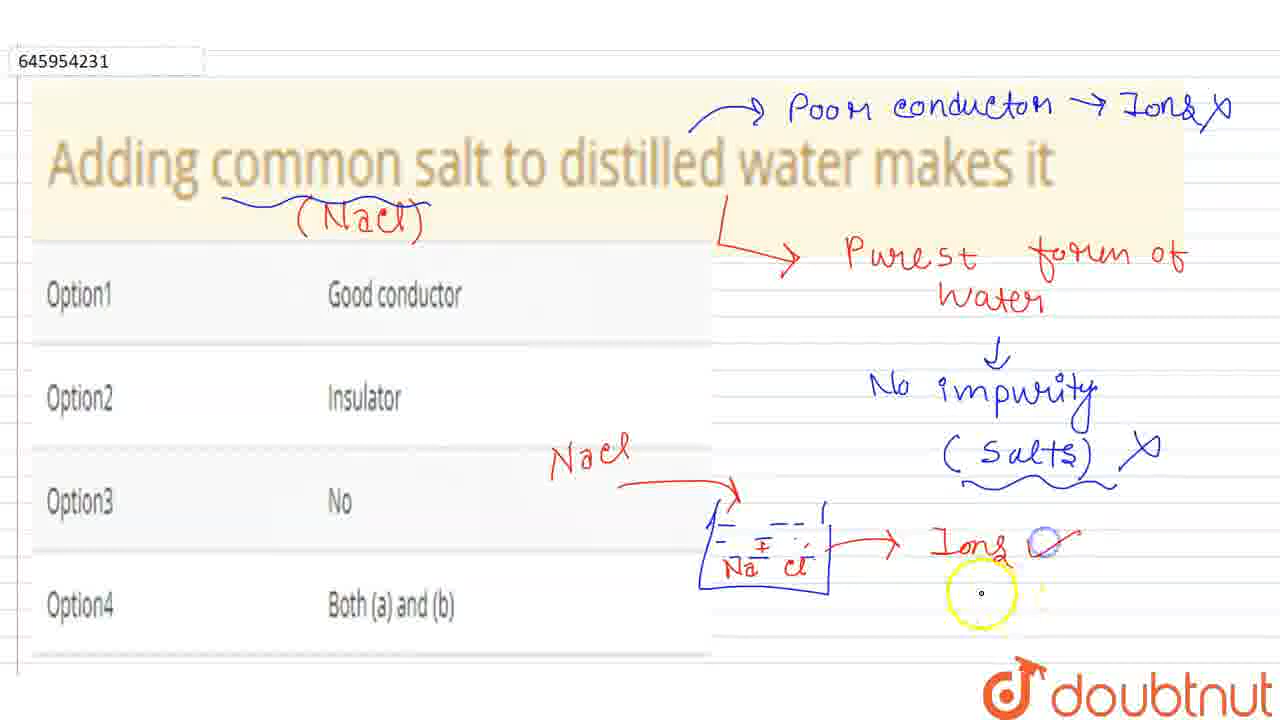 645954231
Poor conductor → Ions ✗
Adding common salt to distilled water makes it
(NaCl)
Purest form of
water
Option1 Good conductor
No impurity
(Salts) ✗
Option2 Insulator
NaCl
Option3 No
Na⁺ Cl⁻
Ions ✓
Option4 Both (a) and (b)
doubtnut